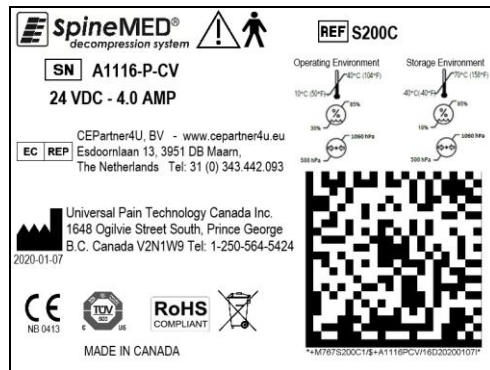 SpineMED®
decompression system
REF S200C
SN A1116-P-CV
24 VDC - 4.0 AMP
Operating Environment
40°C (104°F)
10°C (50°F)
85%
30%
1060 hPa
500 hPa
Storage Environment
70°C (158°F)
-40°C(-40°F)
1060 hPa
500 hPa
EC REP
CEPartner4U, BV - www.cepartner4u.eu
Esdoornlaan 13, 3951 DB Maarn,
The Netherlands Tel: 31 (0) 343.442.093
Universal Pain Technology Canada Inc.
1648 Ogilvie Street South, Prince George
B.C. Canada V2N1W9 Tel: 1-250-564-5424
2020-01-07
CE
NB 0413
TÜV
C US
RoHS
COMPLIANT
MADE IN CANADA
*+M767S200C1/$+A1116PCV/16D20200107I*